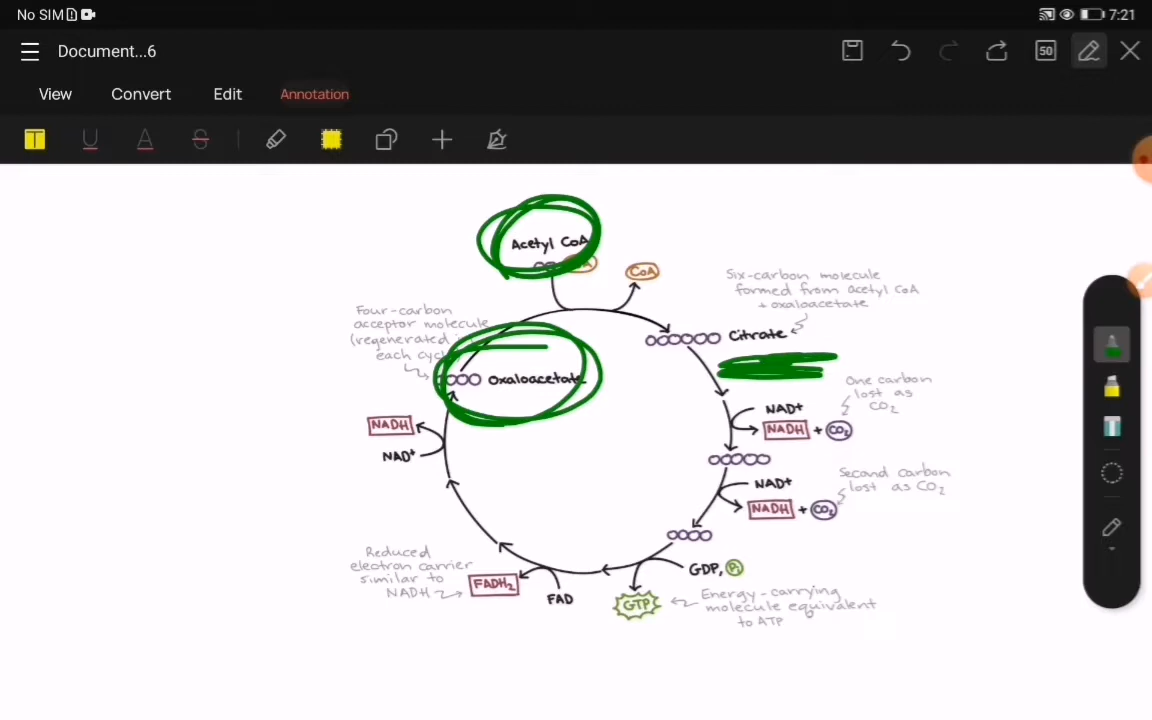 No SIM
7:21
Document...6
50
View
Convert
Edit
Annotation
T
U
A
S
Acetyl CoA
CoA
Six-carbon molecule
formed from acetyl CoA
+ oxaloacetate
Four-carbon
acceptor molecule
(regenerated in
each cycle)
Citrate
Oxaloacetate
One carbon
lost as
CO2
NAD+
NADH + CO2
NADH
NAD+
Second carbon
lost as CO2
NAD+
NADH + CO2
Reduced
electron carrier
similar to
NADH
FADH2
FAD
GDP, Pi
GTP
Energy-carrying
molecule equivalent
to ATP